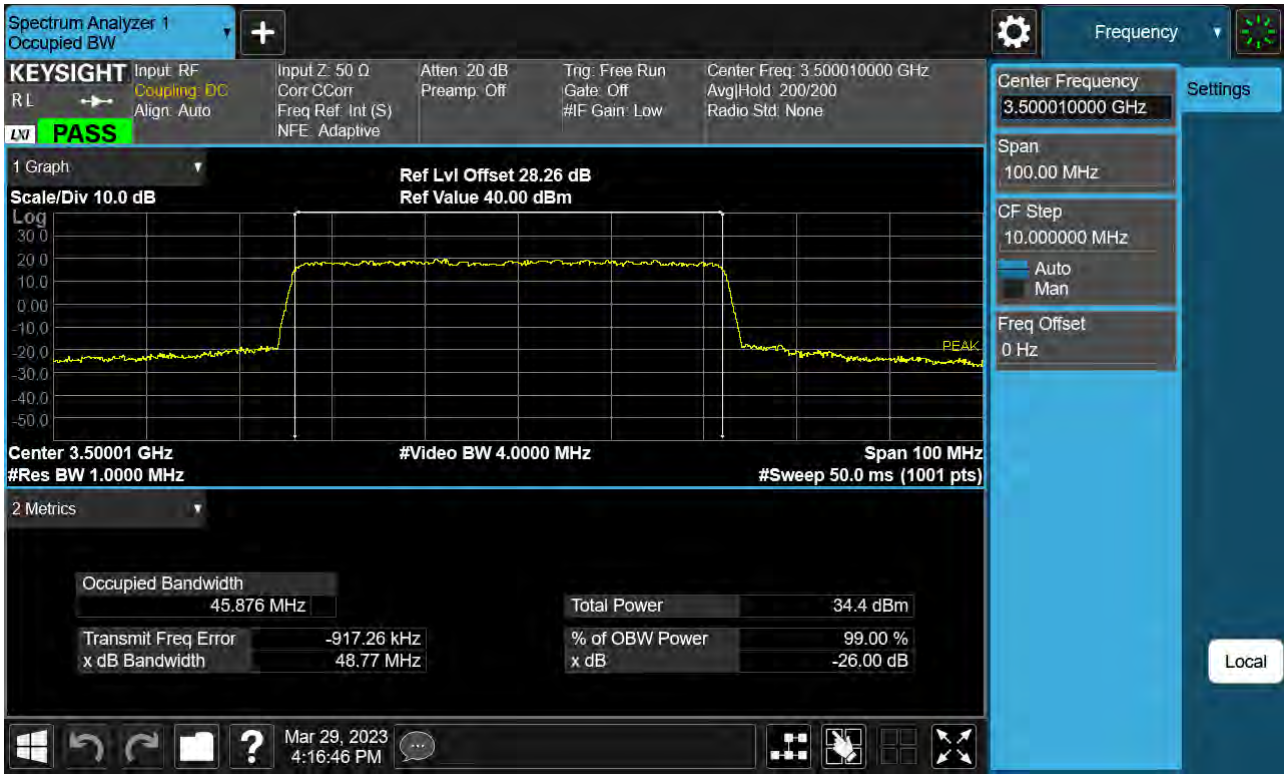 Spectrum Analyzer 1
Occupied BW
Frequency
KEYSIGHT
RL
LXI
PASS
Input: RF
Coupling: DC
Align: Auto
Input Z: 50 Ω
Corr CCorr
Freq Ref: Int (S)
NFE: Adaptive
Atten: 20 dB
Preamp: Off
Trig: Free Run
Gate: Off
#IF Gain: Low
Center Freq: 3.500010000 GHz
Avg|Hold: 200/200
Radio Std: None
Center Frequency
3.500010000 GHz
Settings
Span
100.00 MHz
CF Step
10.000000 MHz
Auto
Man
Freq Offset
0 Hz
Local
1 Graph
Scale/Div 10.0 dB
Ref Lvl Offset 28.26 dB
Ref Value 40.00 dBm
Log
30.0
20.0
10.0
0.00
-10.0
-20.0
-30.0
-40.0
-50.0
PEAK
Center 3.50001 GHz
#Video BW 4.0000 MHz
Span 100 MHz
#Res BW 1.0000 MHz
#Sweep 50.0 ms (1001 pts)
2 Metrics
Occupied Bandwidth
45.876 MHz
Total Power 34.4 dBm
Transmit Freq Error -917.26 kHz
% of OBW Power 99.00 %
x dB Bandwidth 48.77 MHz
x dB -26.00 dB
?
Mar 29, 2023
4:16:46 PM